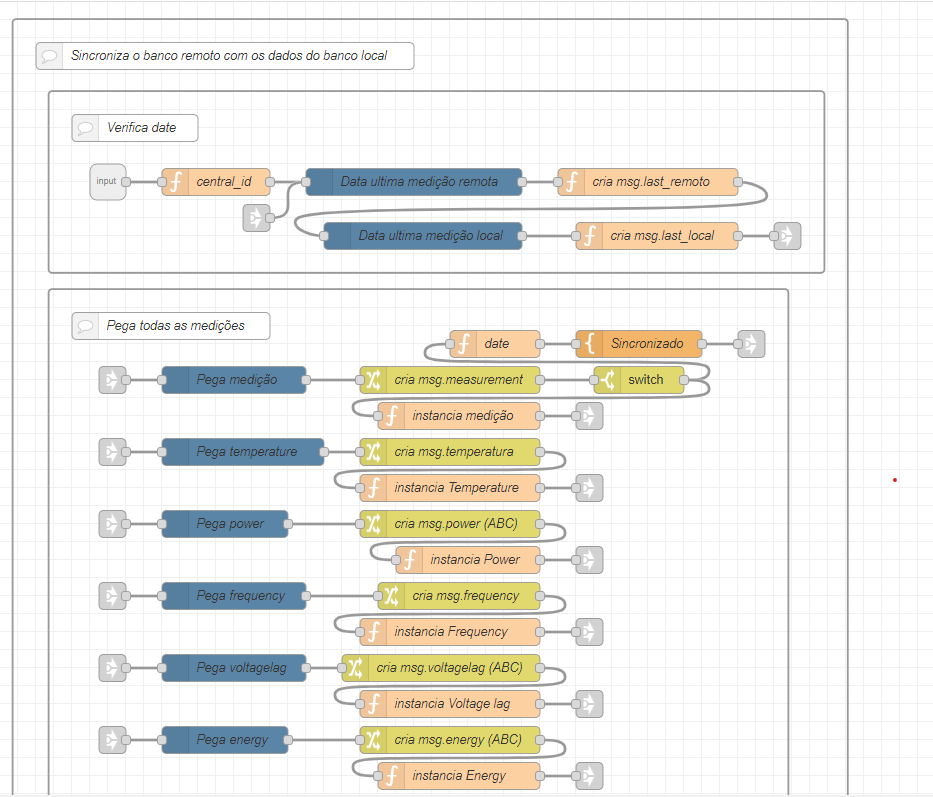 Sincroniza o banco remoto com os dados do banco local
Verifica date
input
central_id
Data ultima medição remota
cria msg.last_remoto
Data ultima medição local
cria msg.last_local
Pega todas as medições
date
Sincronizado
Pega medição
cria msg.measurement
switch
instancia medição
Pega temperature
cria msg.temperatura
instancia Temperature
Pega power
cria msg.power (ABC)
instancia Power
Pega frequency
cria msg.frequency
instancia Frequency
Pega voltagelag
cria msg.voltagelag (ABC)
instancia Voltage lag
Pega energy
cria msg.energy (ABC)
instancia Energy